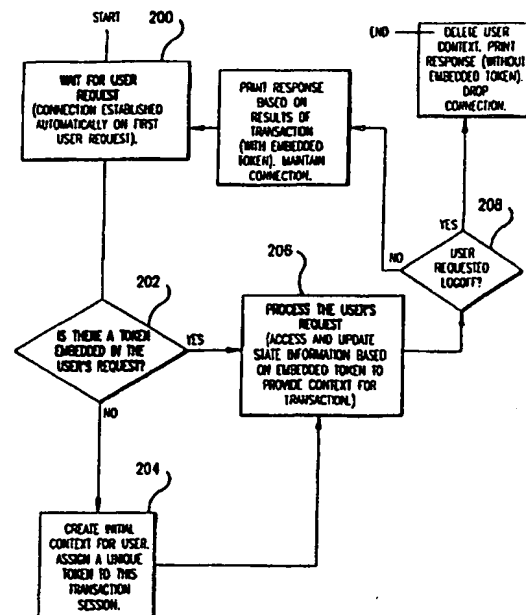 START
200
WAIT FOR USER
REQUEST
(CONNECTION ESTABLISHED
AUTOMATICALLY ON FIRST
USER REQUEST).
PRINT RESPONSE
BASED ON
RESULTS OF
TRANSACTION
(WITH EMBEDDED
TOKEN). MAINTAIN
CONNECTION.
END
DELETE USER
CONTEXT. PRINT
RESPONSE (WITHOUT
EMBEDDED TOKEN).
DROP
CONNECTION.
208
YES
NO
USER
REQUESTED
LOGOFF?
206
PROCESS THE USER'S
REQUEST
(ACCESS AND UPDATE
STATE INFORMATION BASED
ON EMBEDDED TOKEN TO
PROVIDE CONTEXT FOR
TRANSACTION.)
202
IS THERE A TOKEN
EMBEDDED IN THE
USER'S REQUEST?
YES
NO
204
CREATE INITIAL
CONTEXT FOR USER.
ASSIGN A UNIQUE
TOKEN TO THIS
TRANSACTION
SESSION.